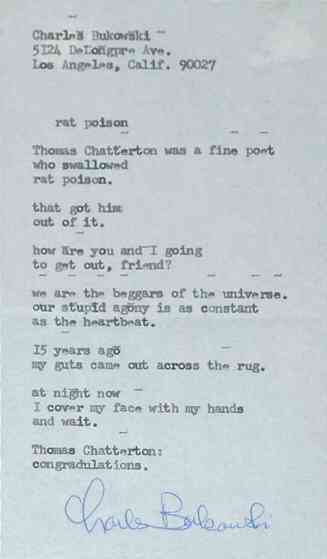 Charles Bukowski
5124 DeLongpre Ave.
Los Angeles, Calif. 90027
rat poison
Thomas Chatterton was a fine poet
who swallowed
rat poison.
that got him
out of it.
how are you and I going
to get out, friend?
we are the beggars of the universe.
our stupid agony is as constant
as the heartbeat.
15 years ago
my guts came out across the rug.
at night now
I cover my face with my hands
and wait.
Thomas Chatterton:
congradulations.
Charles Bukowski